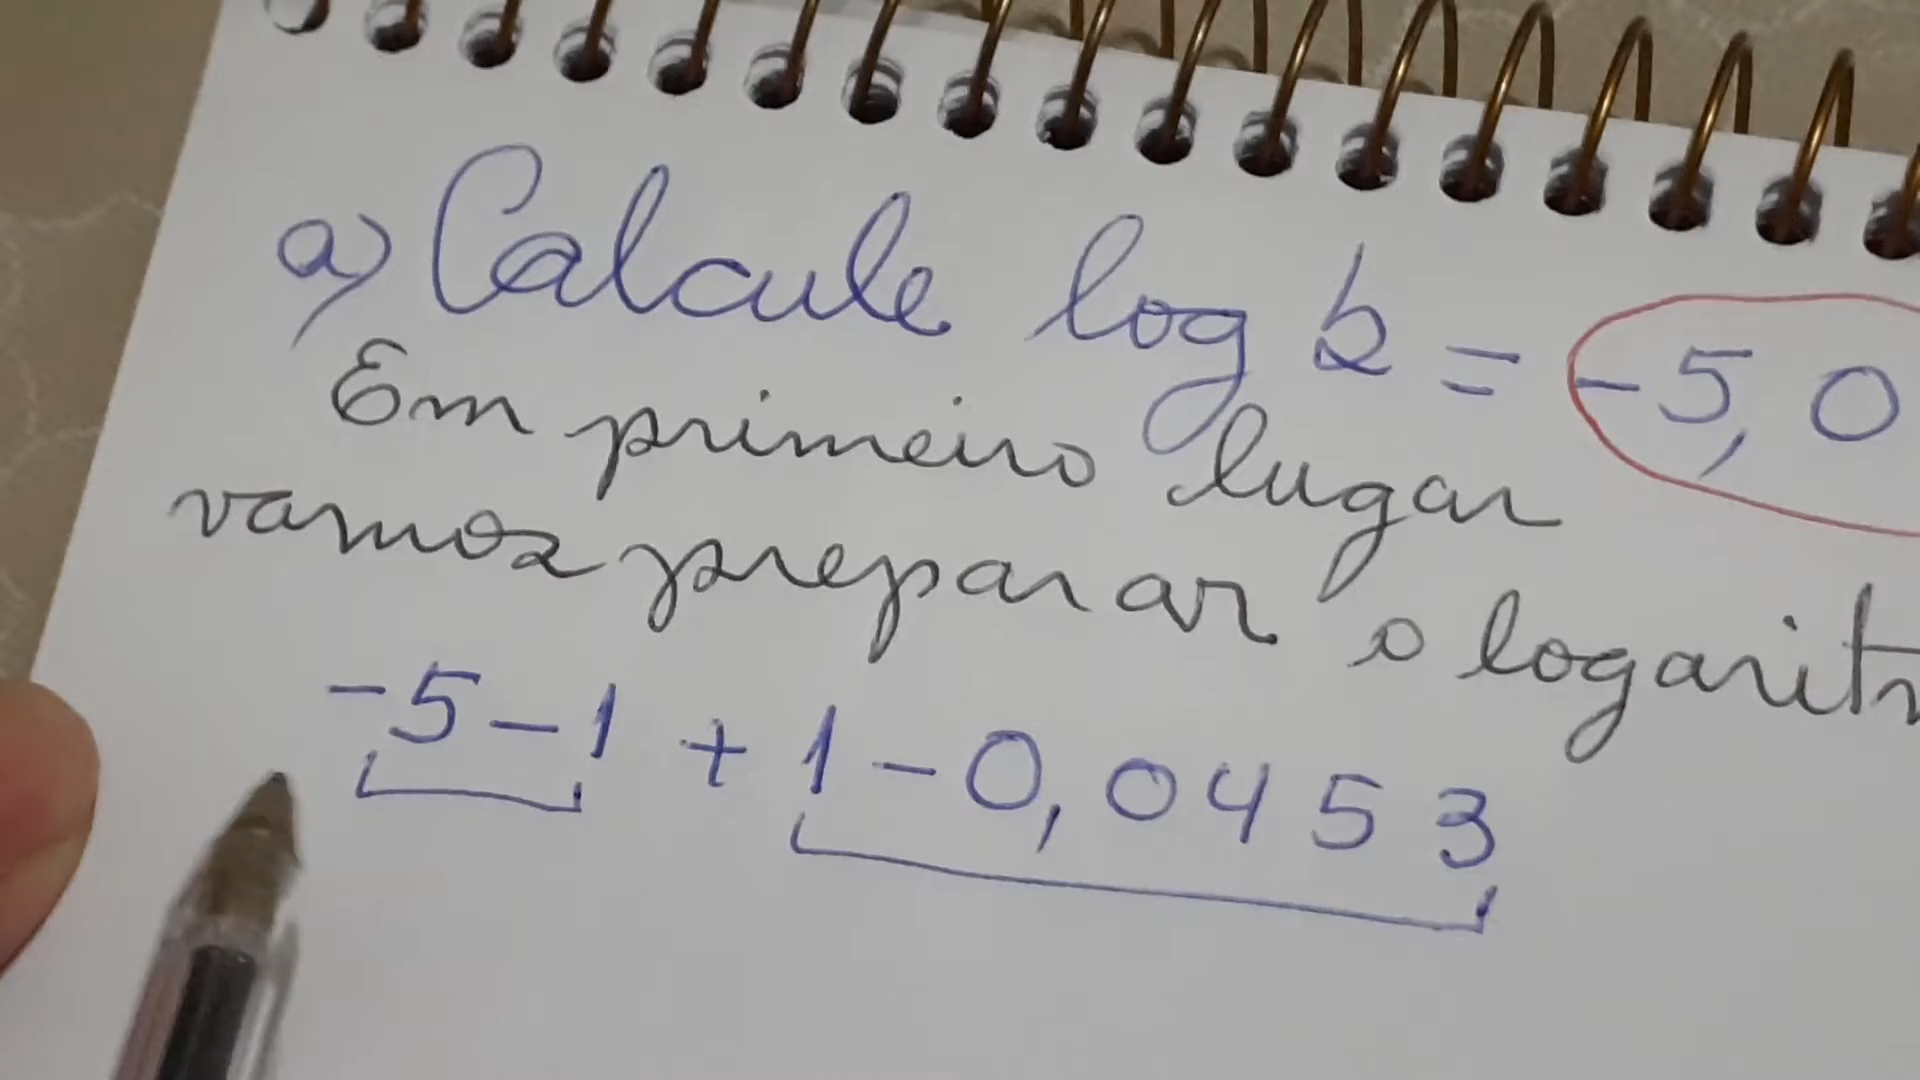 a) Calcule log b = -5,0
Em primeiro lugar
vamos preparar o logarit
-5-1 + 1-0,0453